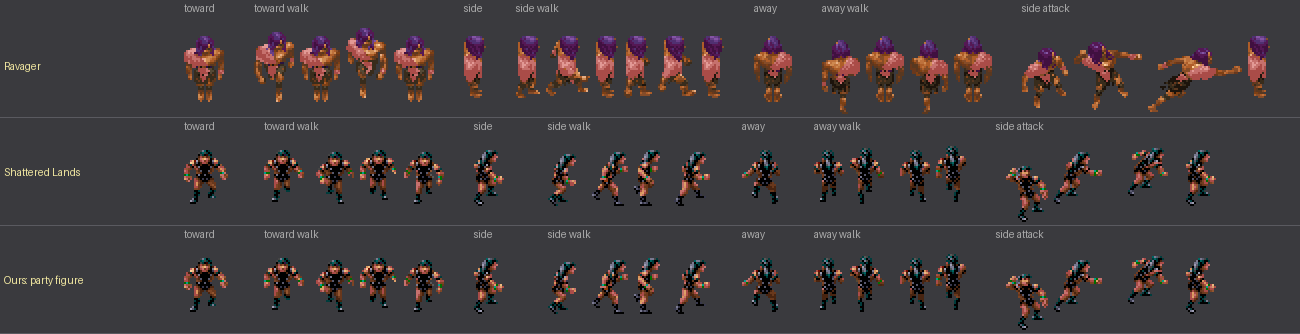 toward toward walk side side walk away away walk side attack
Ravager
toward toward walk side side walk away away walk side attack
Shattered Lands
toward toward walk side side walk away away walk side attack
Ours: party figure